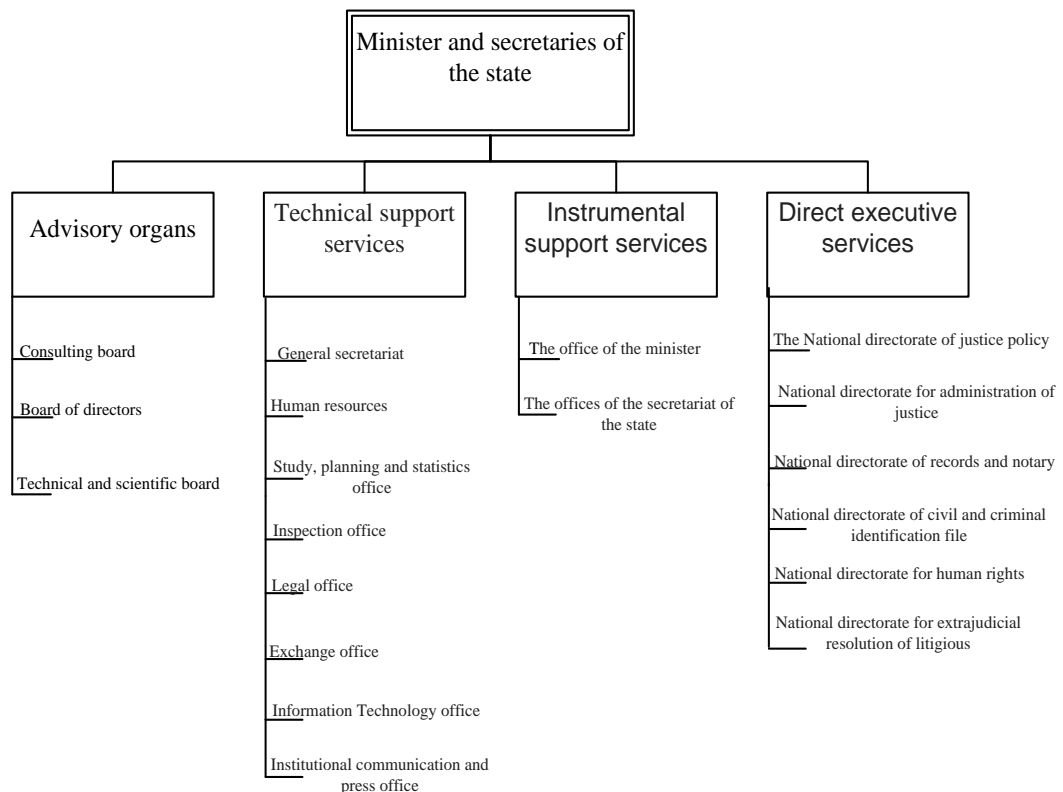 Minister and secretaries of
the state
Advisory organs
Consulting board
Board of directors
Technical and scientific board
Technical support
services
General secretariat
Human resources
Study, planning and statistics
office
Inspection office
Legal office
Exchange office
Information Technology office
Institutional communication and
press office
Instrumental
support services
The office of the minister
The offices of the secretariat of
the state
Direct executive
services
The National directorate of justice policy
National directorate for administration of
justice
National directorate of records and notary
National directorate of civil and criminal
identification file
National directorate for human rights
National directorate for extrajudicial
resolution of litigious